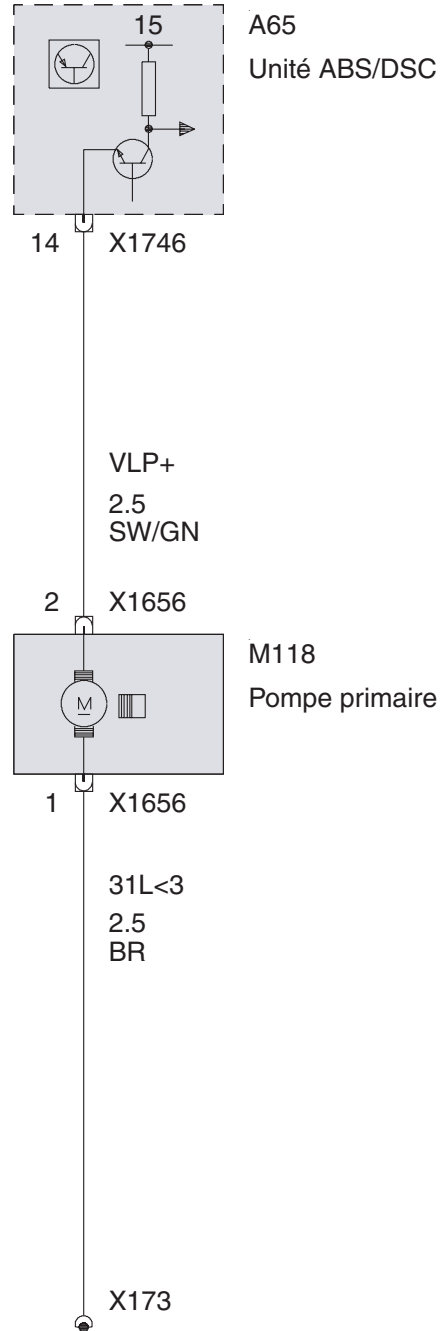 15
A65
Unité ABS/DSC
14 X1746
VLP+
2.5
SW/GN
2 X1656
M118
Pompe primaire
M
1 X1656
31L<3
2.5
BR
X173